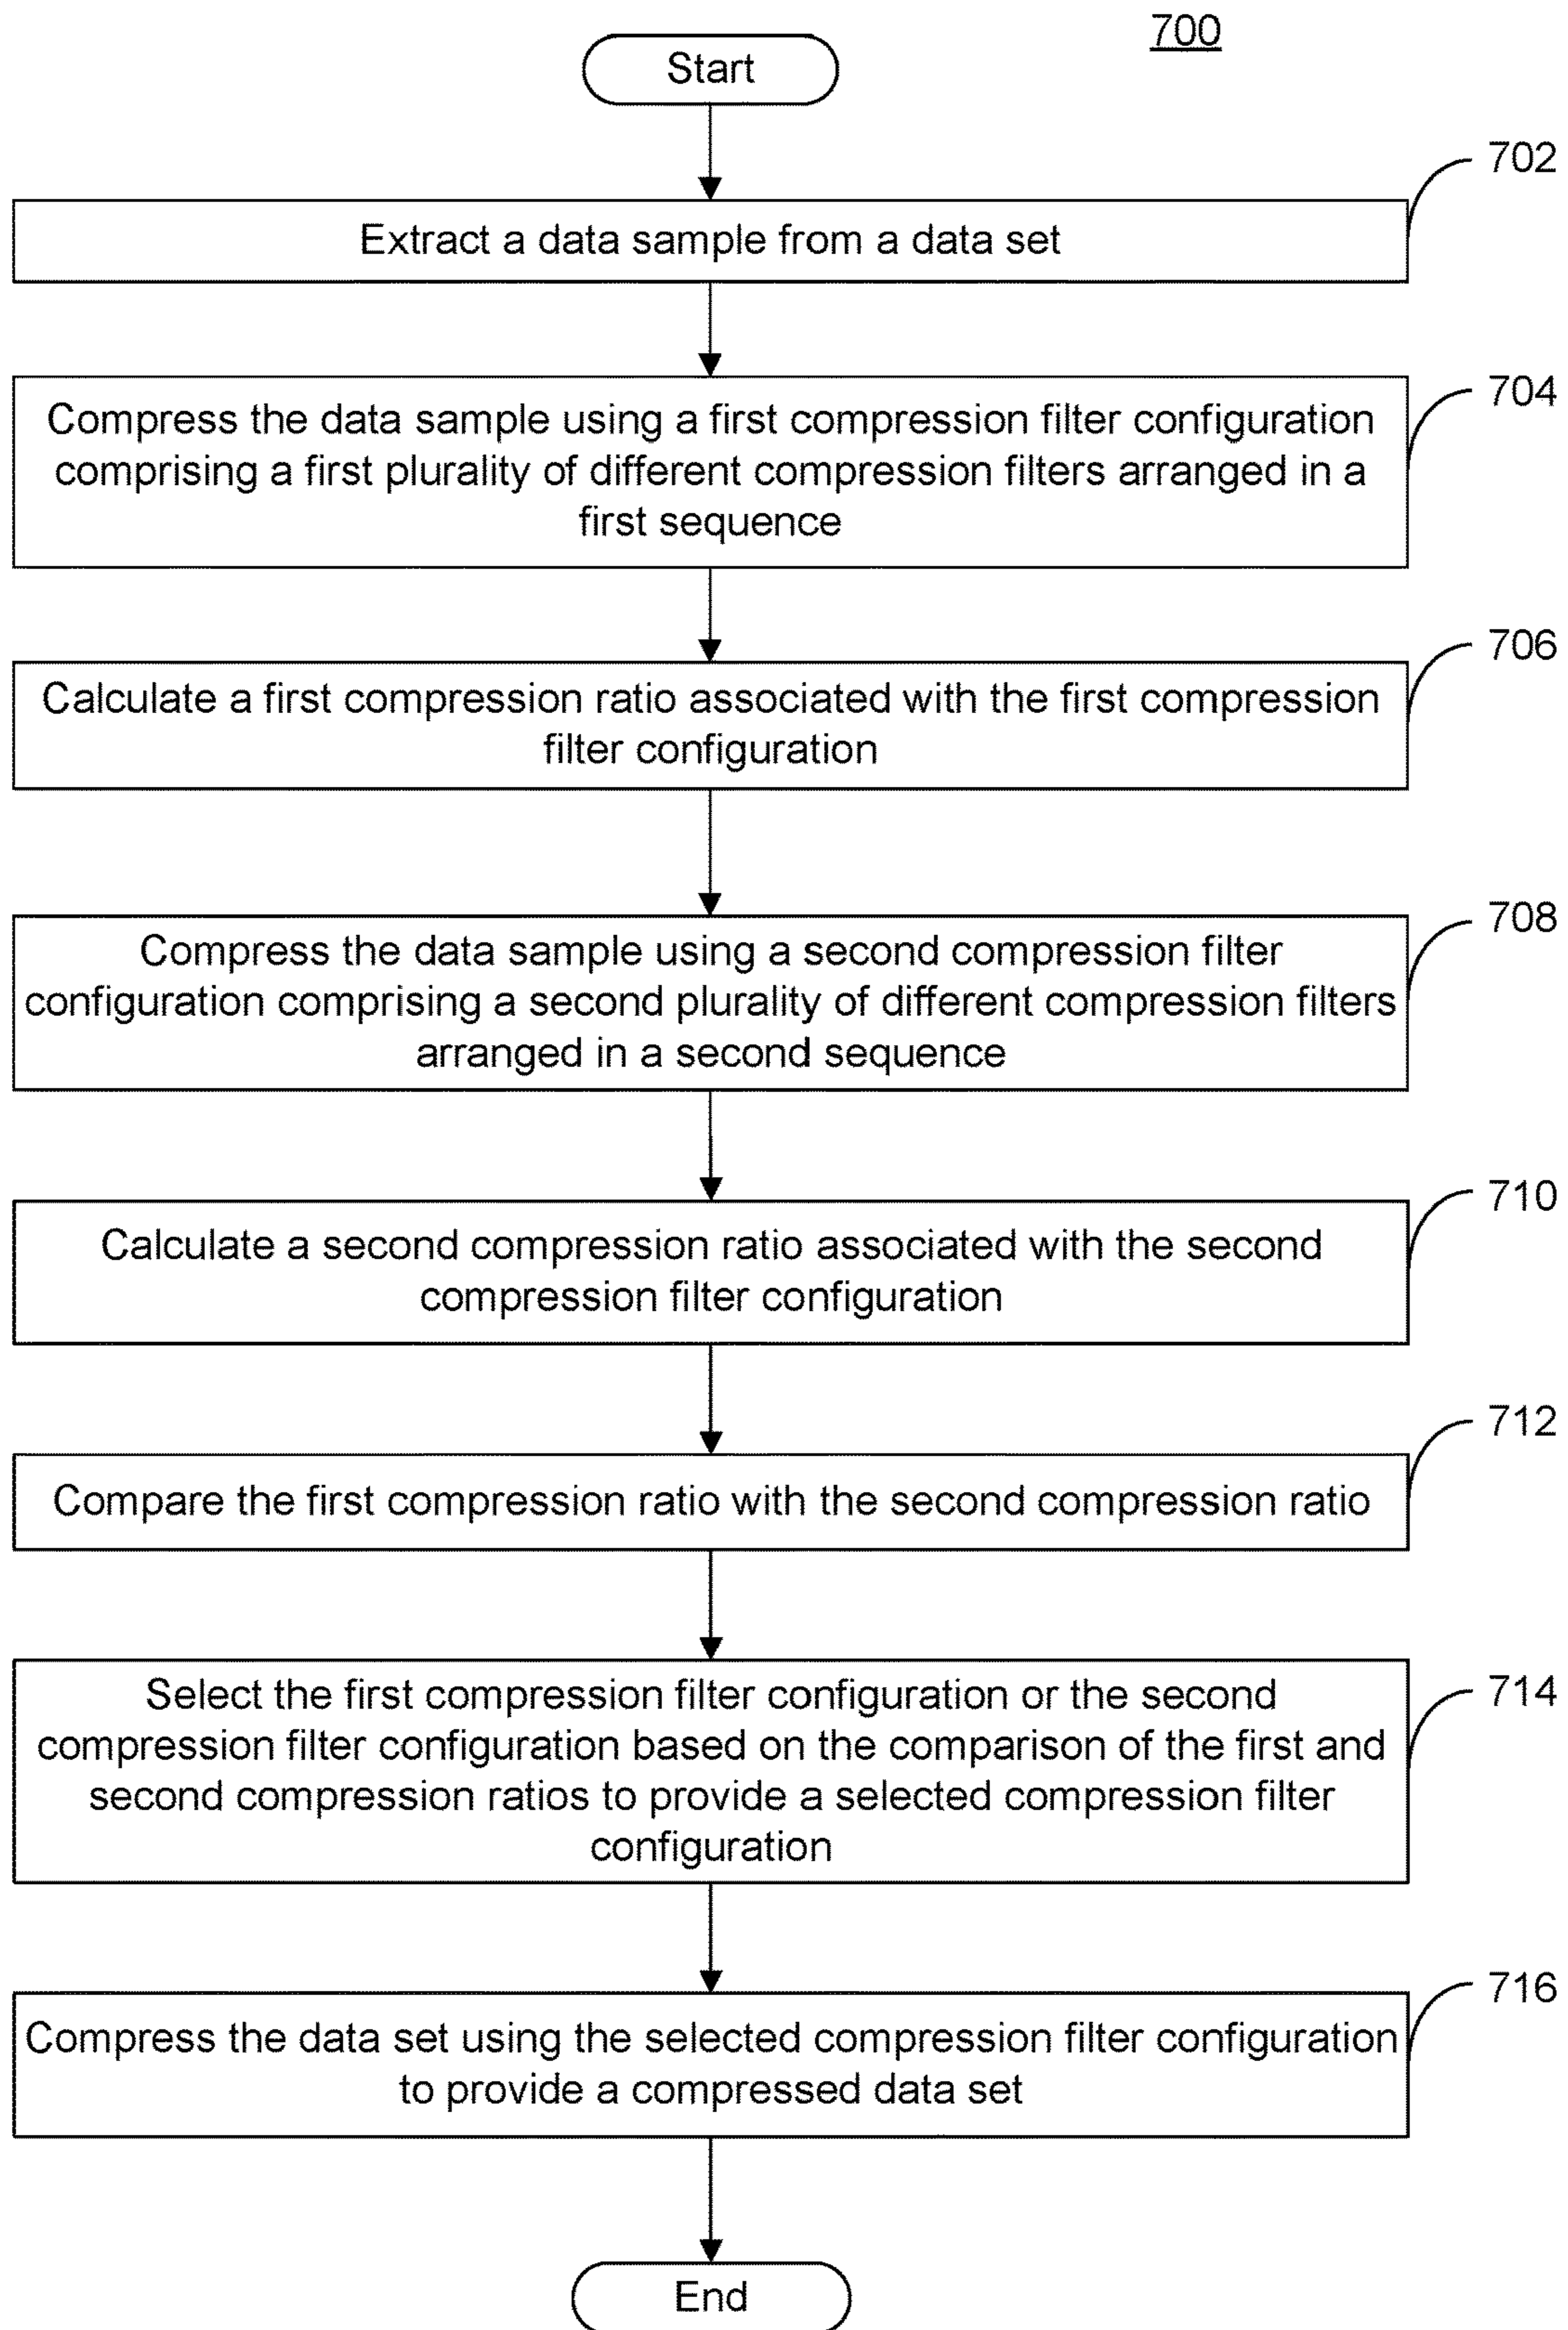 700
Start
702
Extract a data sample from a data set
704
Compress the data sample using a first compression filter configuration
comprising a first plurality of different compression filters arranged in a
first sequence
706
Calculate a first compression ratio associated with the first compression
filter configuration
708
Compress the data sample using a second compression filter
configuration comprising a second plurality of different compression filters
arranged in a second sequence
710
Calculate a second compression ratio associated with the second
compression filter configuration
712
Compare the first compression ratio with the second compression ratio
714
Select the first compression filter configuration or the second
compression filter configuration based on the comparison of the first and
second compression ratios to provide a selected compression filter
configuration
716
Compress the data set using the selected compression filter configuration
to provide a compressed data set
End